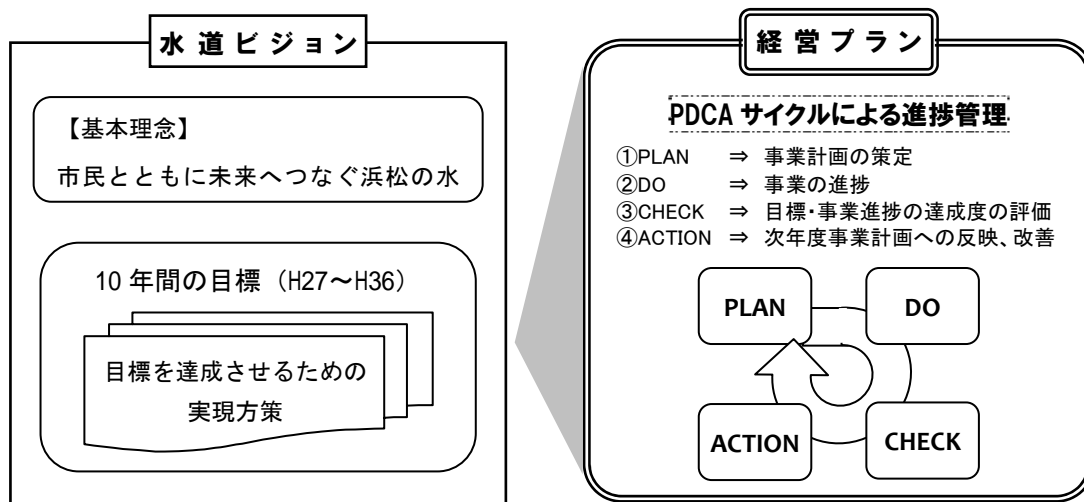 水道ビジョン
【基本理念】
市民とともに未来へつなぐ浜松の水
10年間の目標（H27～H36）
目標を達成させるための
実現方策
経営プラン
PDCAサイクルによる進捗管理
①PLAN ⇒ 事業計画の策定
②DO ⇒ 事業の進捗
③CHECK ⇒ 目標・事業進捗の達成度の評価
④ACTION ⇒ 次年度事業計画への反映、改善
PLAN
DO
ACTION
CHECK